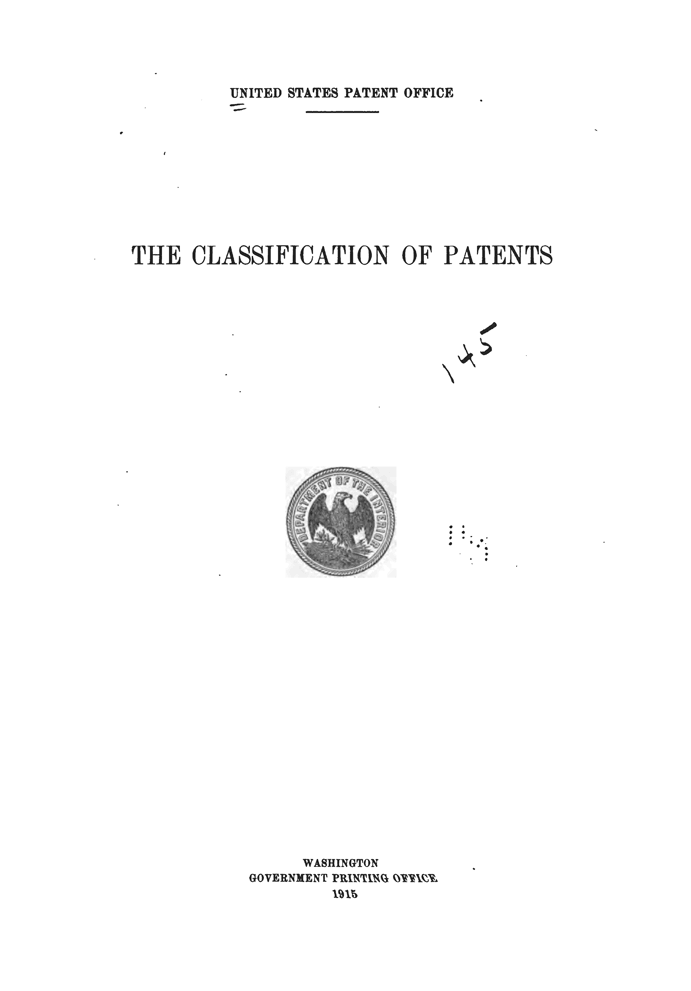 UNITED STATES PATENT OFFICE
THE CLASSIFICATION OF PATENTS
145
DEPARTMENT OF THE INTERIOR
WASHINGTON
GOVERNMENT PRINTING OFFICE
1915